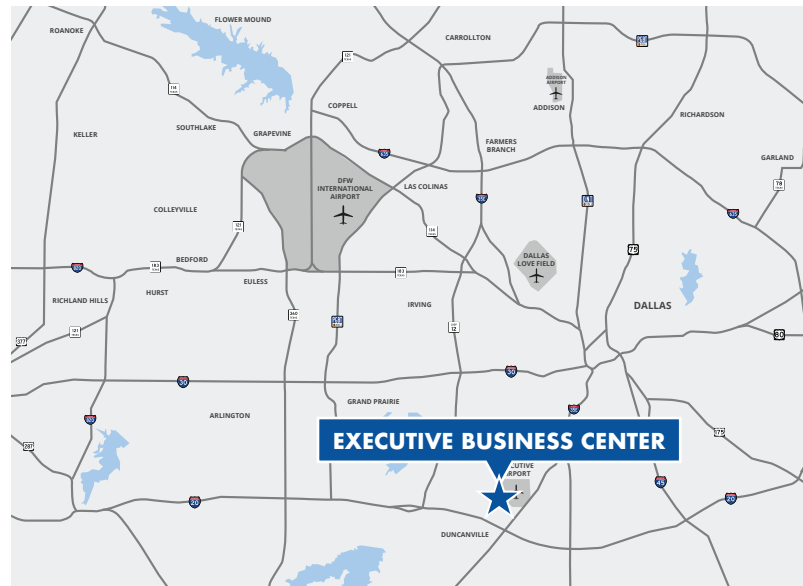 FLOWER MOUND
ROANOKE
CARROLLTON
121
114
ADDISON
AIRPORT
ADDISON
COPPELL
RICHARDSON
SOUTHLAKE
GRAPEVINE
KELLER
FARMERS
BRANCH
GARLAND
DFW
INTERNATIONAL
AIRPORT
LAS COLINAS
78
COLLEYVILLE
121
114
75
DALLAS
LOVE FIELD
BEDFORD
183
183
EULESS
HURST
RICHLAND HILLS
IRVING
DALLAS
360
12
121
377
80
30
30
ARLINGTON
GRAND PRAIRIE
175
287
EXECUTIVE BUSINESS CENTER
45
20
20
DUNCANVILLE